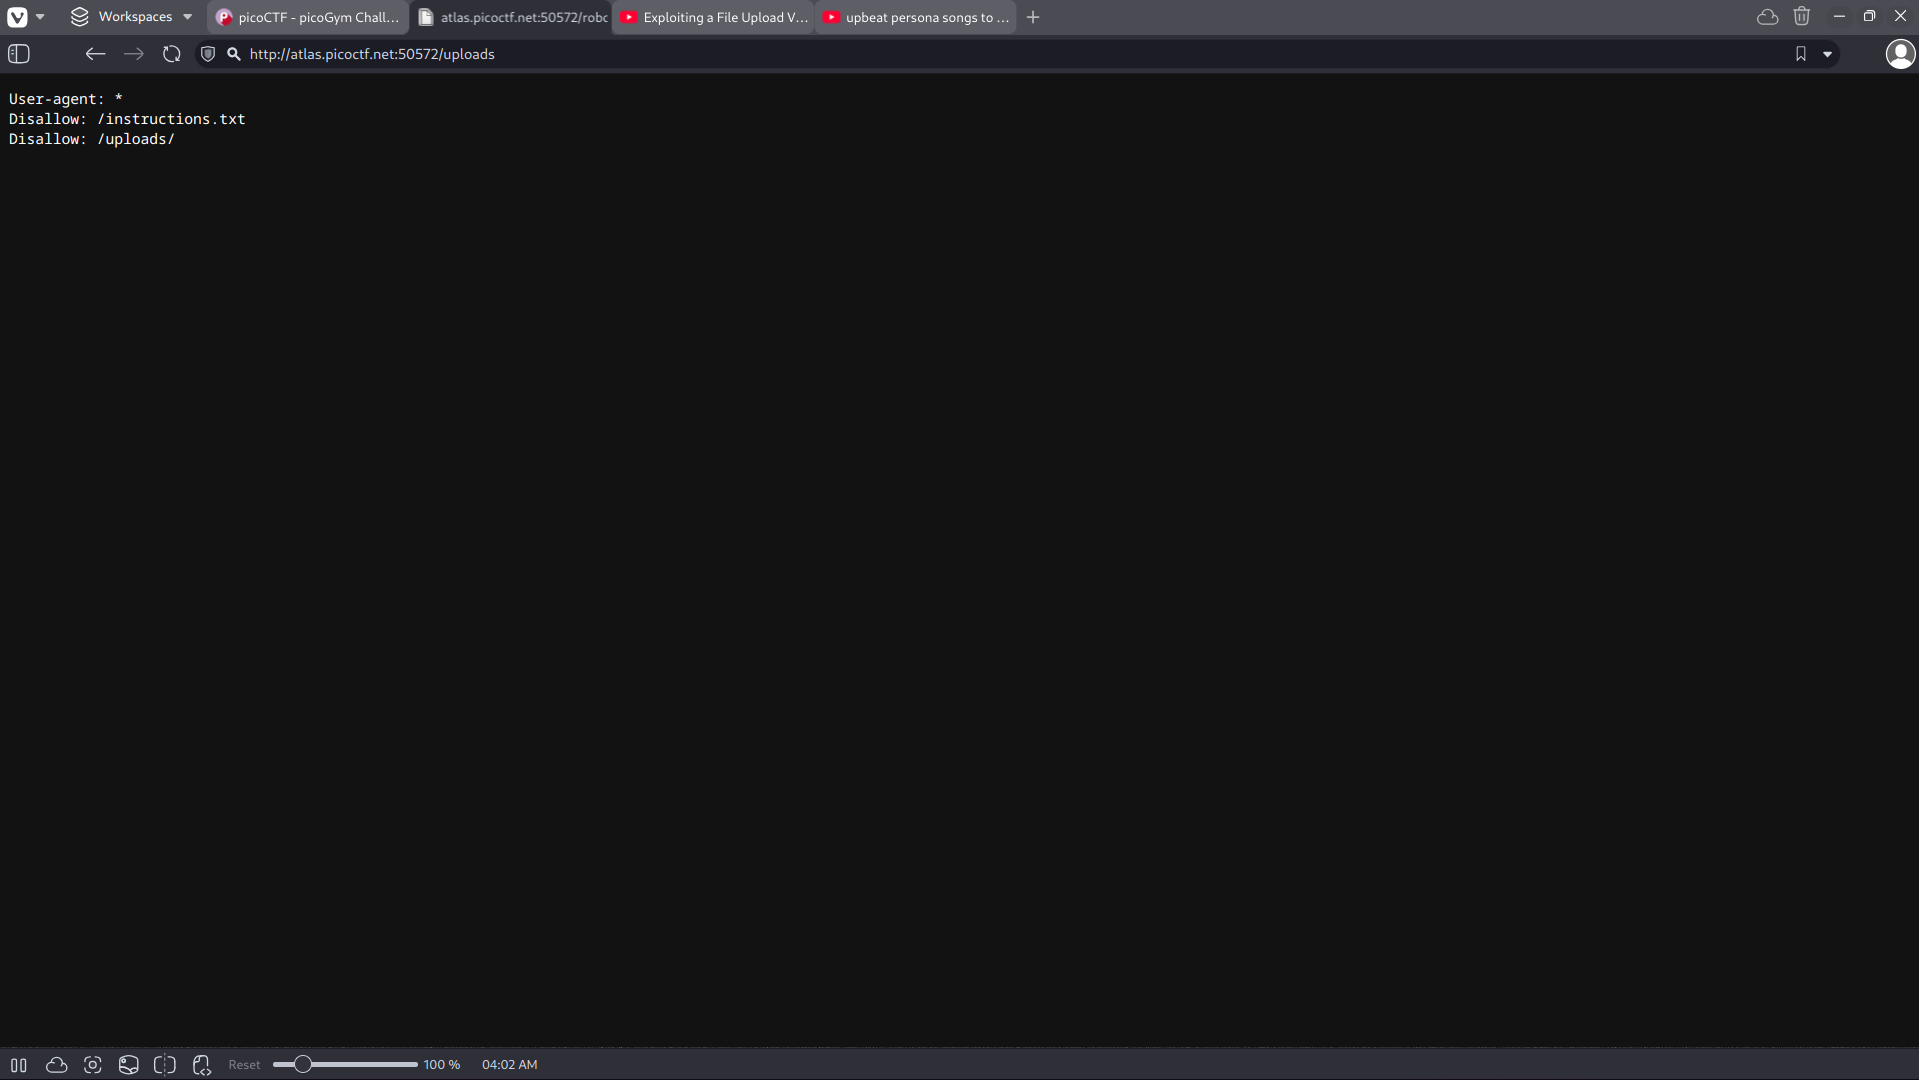 Workspaces
picoCTF - picoGym Chall...
atlas.picoctf.net:50572/robo
Exploiting a File Upload V...
upbeat persona songs to ...
http://atlas.picoctf.net:50572/uploads
User-agent: *
Disallow: /instructions.txt
Disallow: /uploads/
Reset
100 %
04:02 AM